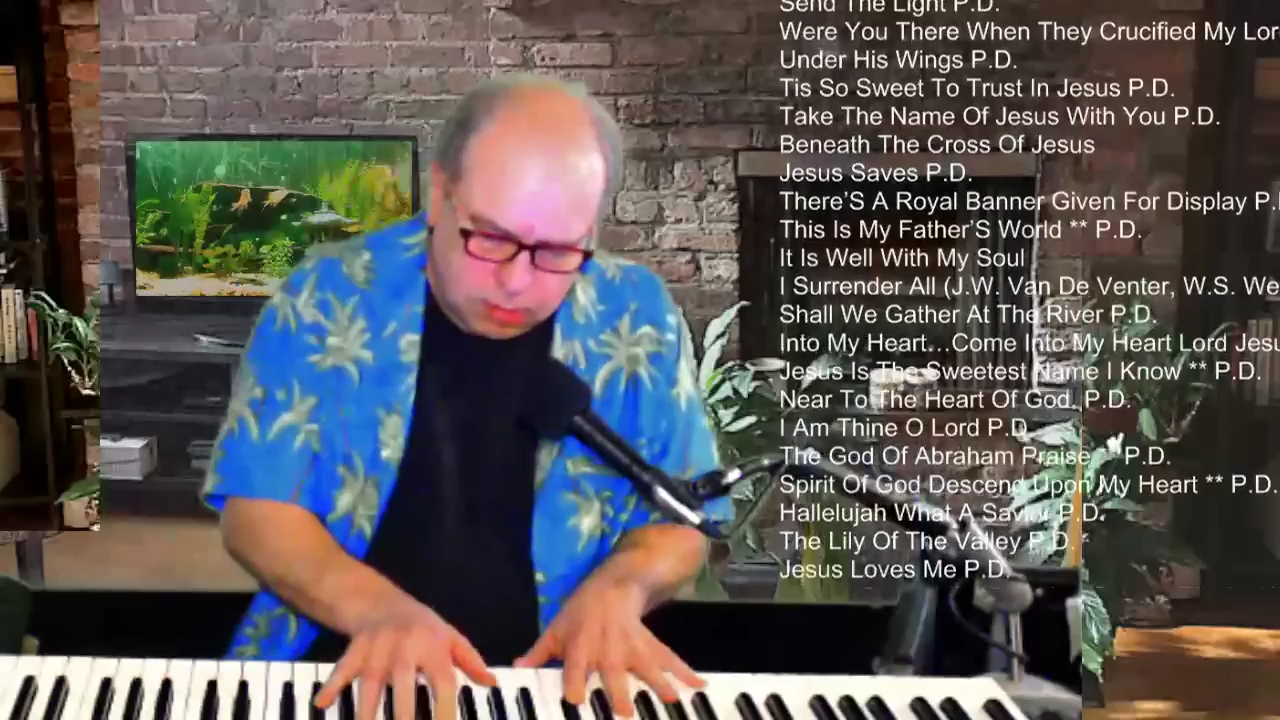 Send The Light P.D.
Were You There When They Crucified My Lor
Under His Wings P.D.
Tis So Sweet To Trust In Jesus P.D.
Take The Name Of Jesus With You P.D.
Beneath The Cross Of Jesus
Jesus Saves P.D.
There’S A Royal Banner Given For Display P.
This Is My Father’S World ** P.D.
It Is Well With My Soul
I Surrender All (J.W. Van De Venter, W.S. We
Shall We Gather At The River P.D.
Into My Heart...Come Into My Heart Lord Jesu
Jesus Is The Sweetest Name I Know ** P.D.
Near To The Heart Of God. P.D.
I Am Thine O Lord P.D.
The God Of Abraham Praise ** P.D.
Spirit Of God Descend Upon My Heart ** P.D.
Hallelujah What A Savior P.D.
The Lily Of The Valley P.D. *
Jesus Loves Me P.D.